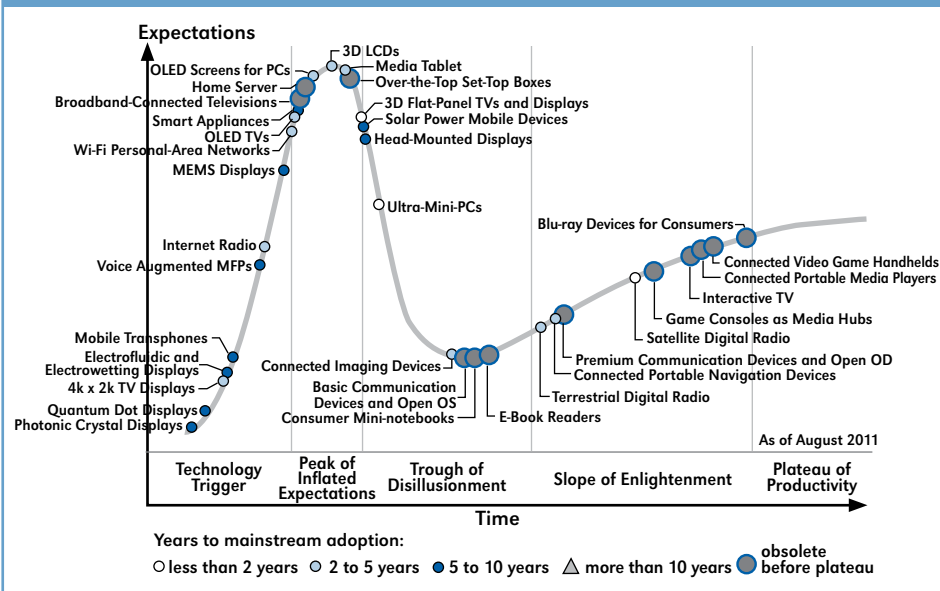 Expectations
3D LCDs
OLED Screens for PCs
Media Tablet
Home Server
Over-the-Top Set-Top Boxes
Broadband-Connected Televisions
3D Flat-Panel TVs and Displays
Smart Appliances
Solar Power Mobile Devices
OLED TVs
Head-Mounted Displays
Wi-Fi Personal-Area Networks
MEMS Displays
Ultra-Mini-PCs
Blu-ray Devices for Consumers
Internet Radio
Voice Augmented MFPs
Connected Video Game Handhelds
Connected Portable Media Players
Interactive TV
Game Consoles as Media Hubs
Satellite Digital Radio
Mobile Transphones
Electrofluidic and
Electrowetting Displays
4k x 2k TV Displays
Quantum Dot Displays
Photonic Crystal Displays
Connected Imaging Devices
Basic Communication
Devices and Open OS
Consumer Mini-notebooks
E-Book Readers
Premium Communication Devices and Open OD
Connected Portable Navigation Devices
Terrestrial Digital Radio
As of August 2011
Technology
Trigger
Peak of
Inflated
Expectations
Trough of
Disillusionment
Slope of Enlightenment
Plateau of
Productivity
Time
Years to mainstream adoption:
less than 2 years
2 to 5 years
5 to 10 years
more than 10 years
obsolete
before plateau